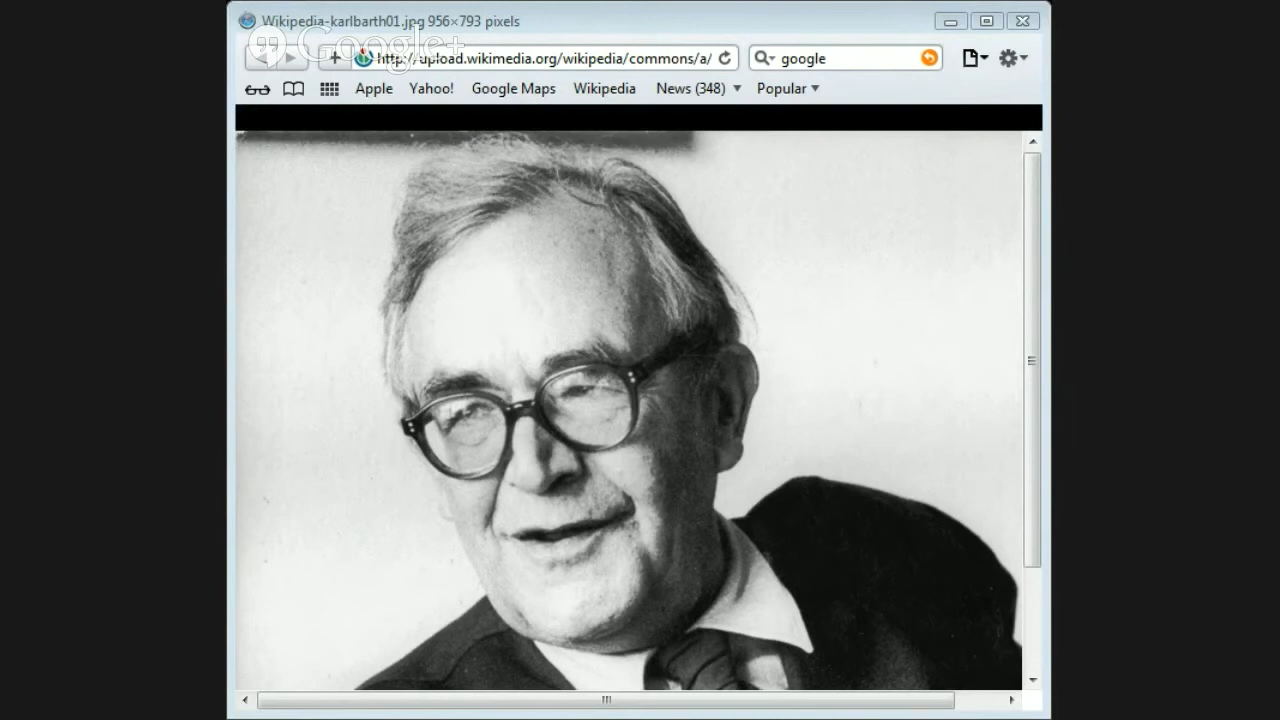 Wikipedia-karlbarth01.jpg 956×793 pixels
Google+
http://upload.wikimedia.org/wikipedia/commons/a/
google
Apple Yahoo! Google Maps Wikipedia News (348) Popular